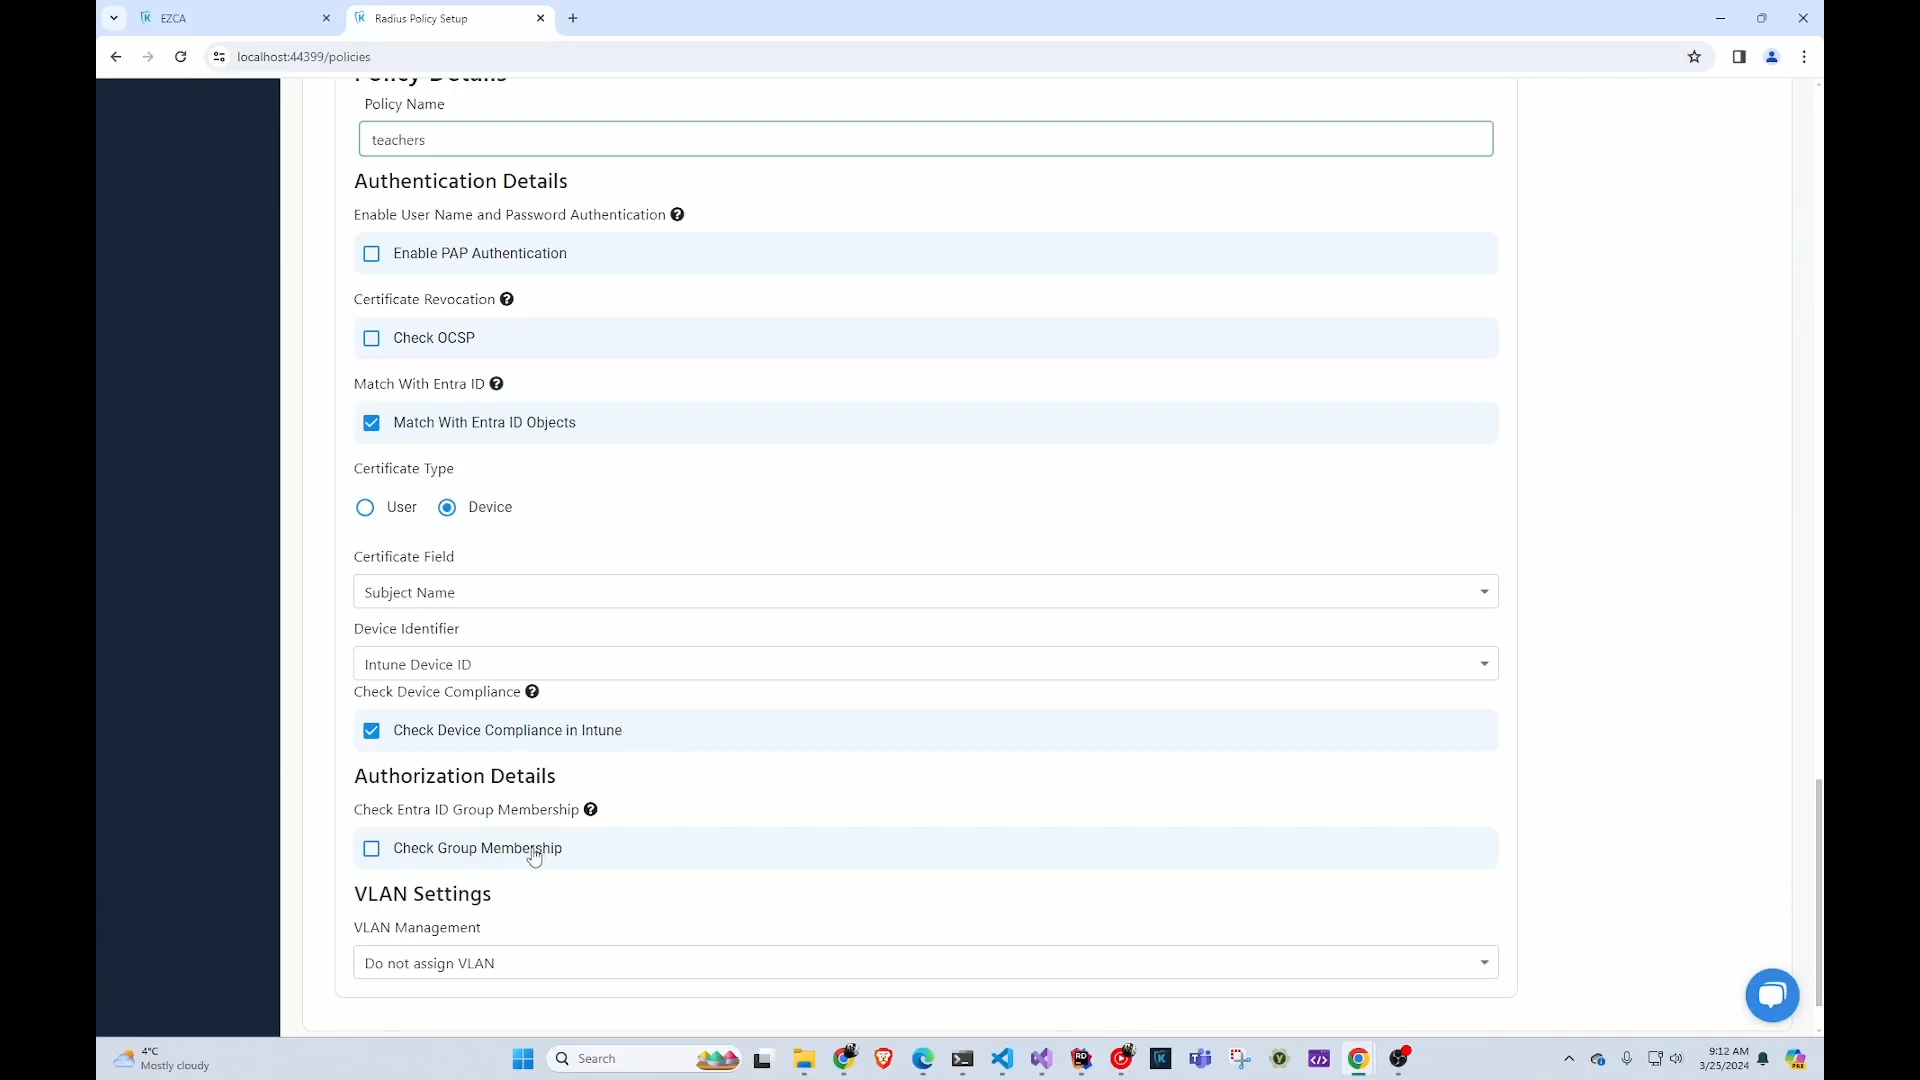 EZCA
Radius Policy Setup
localhost:44399/policies
Policy Details
Policy Name
teachers
Authentication Details
Enable User Name and Password Authentication
Enable PAP Authentication
Certificate Revocation
Check OCSP
Match With Entra ID
Match With Entra ID Objects
Certificate Type
User
Device
Certificate Field
Subject Name
Device Identifier
Intune Device ID
Check Device Compliance
Check Device Compliance in Intune
Authorization Details
Check Entra ID Group Membership
Check Group Membership
VLAN Settings
VLAN Management
Do not assign VLAN
4°C
Mostly cloudy
Search
9:12 AM
3/25/2024